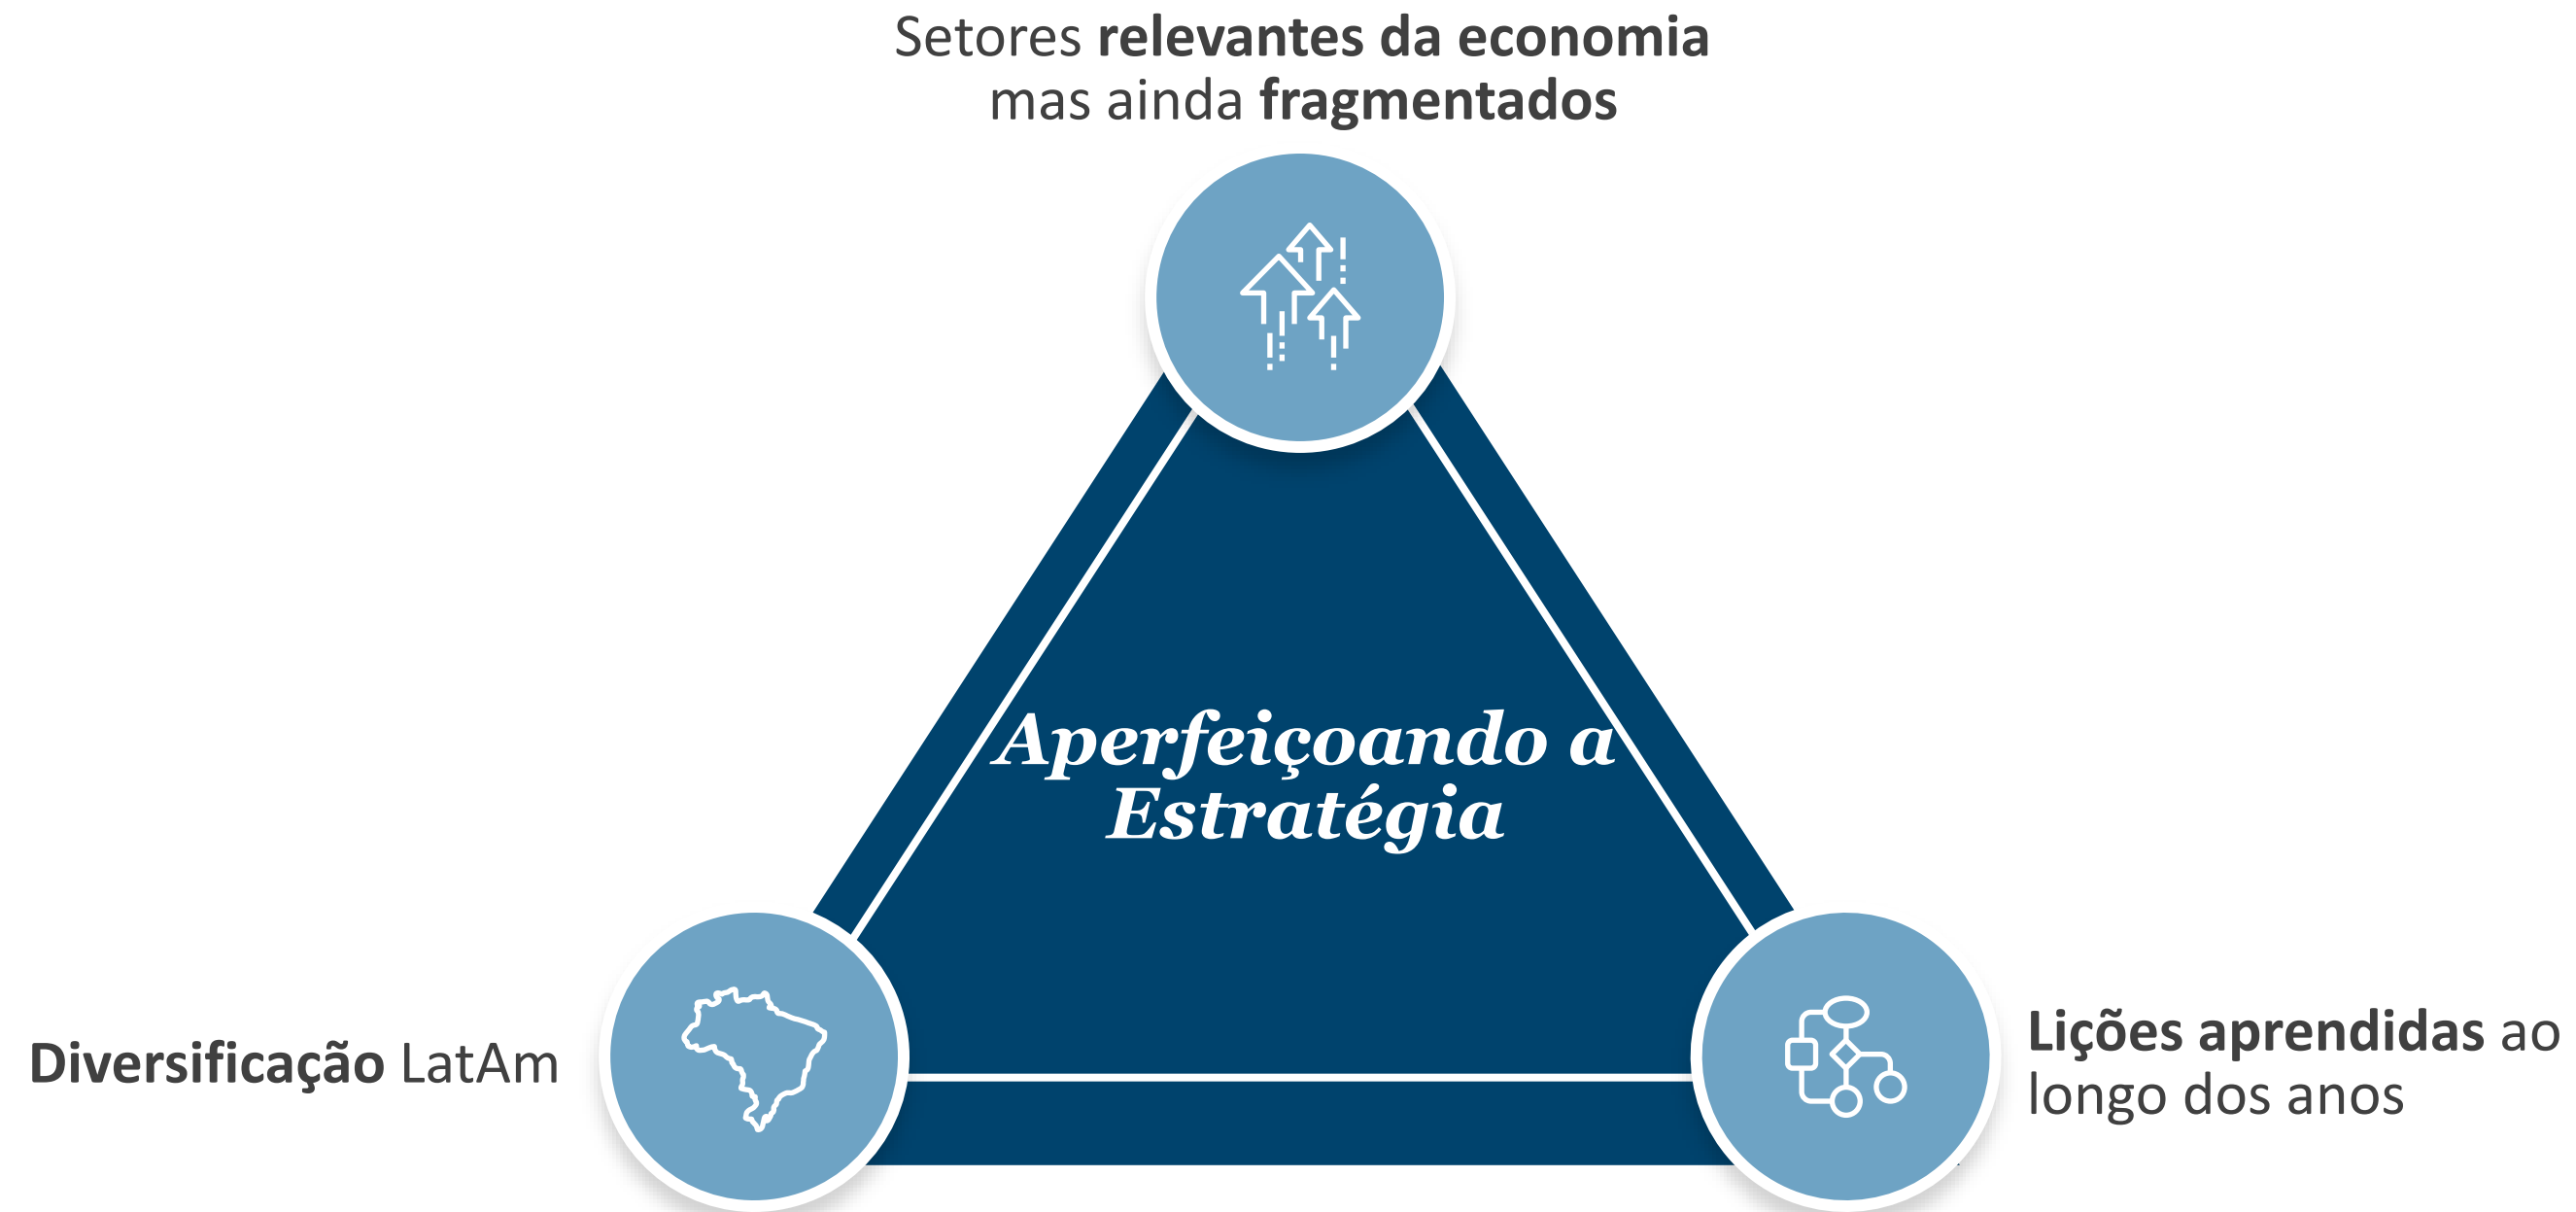 Setores relevantes da economia
mas ainda fragmentados
Aperfeiçoando a
Estratégia
Diversificação LatAm
Lições aprendidas ao
longo dos anos